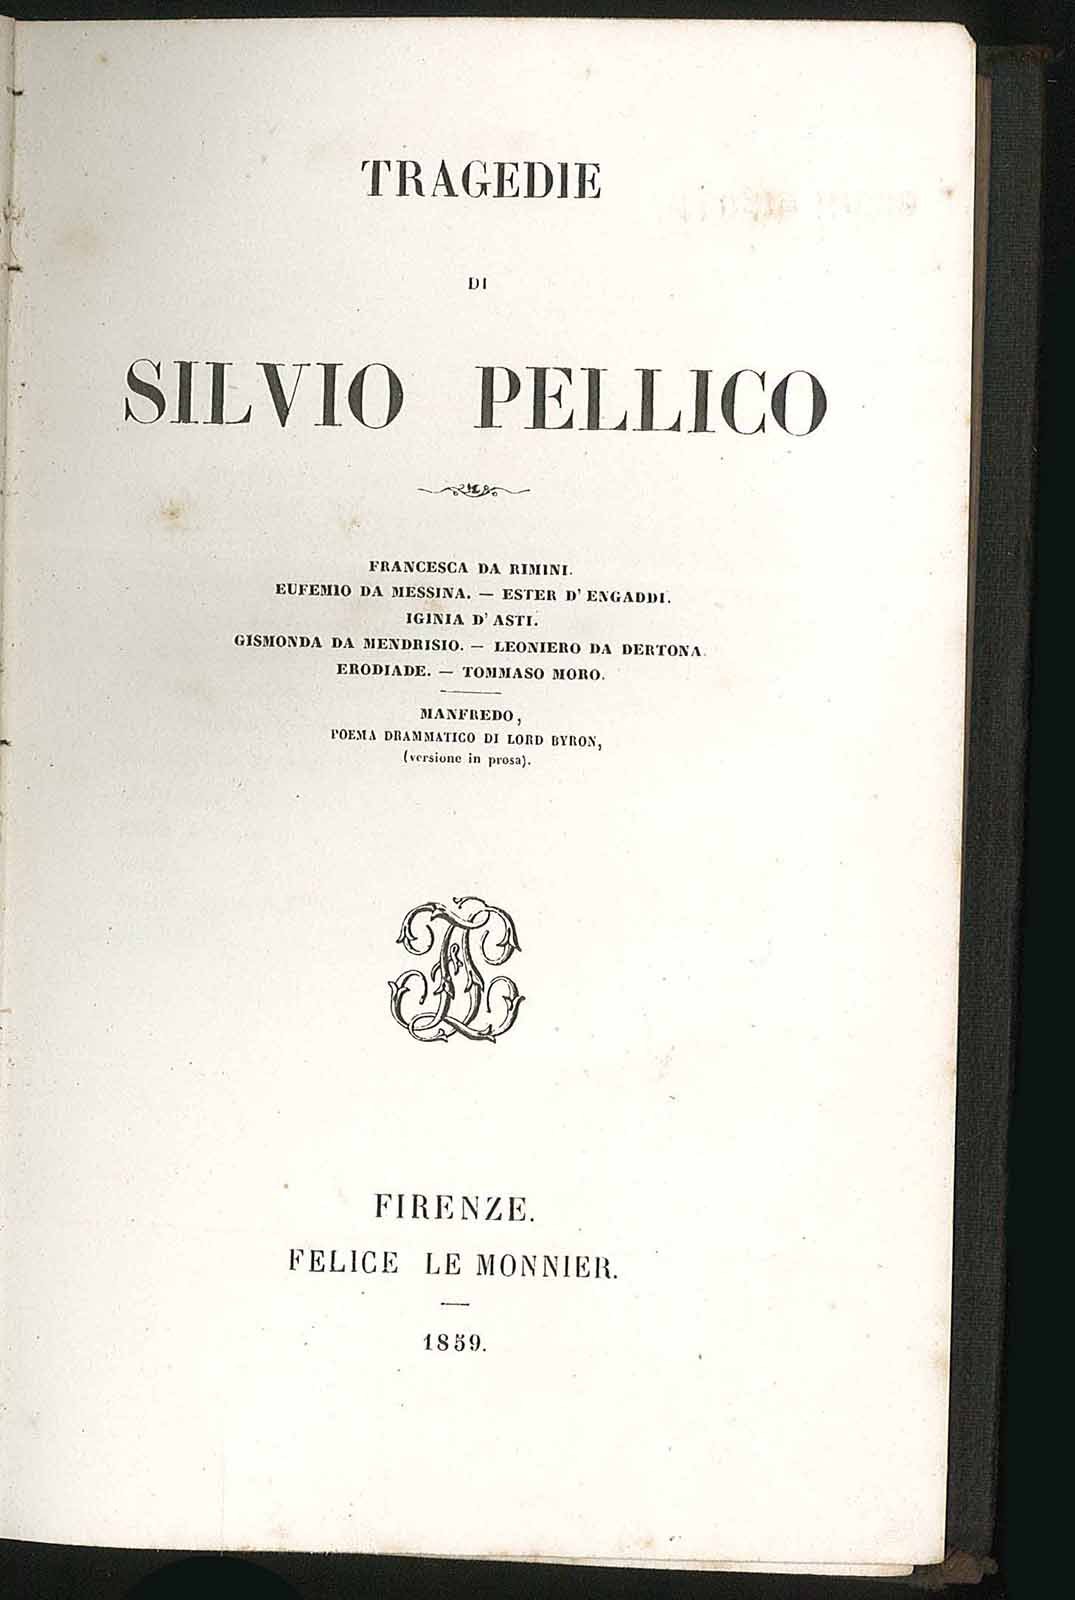 TRAGEDIE
DI
SILVIO PELLICO
FRANCESCA DA RIMINI.
EUFEMIO DA MESSINA. — ESTER D' ENGADDI.
IGINIA D' ASTI.
GISMONDA DA MENDRISIO. — LEONIERO DA DERTONA.
ERODIADE. — TOMMASO MORO.
MANFREDO,
POEMA DRAMMATICO DI LORD BYRON,
(versione in prosa).
FIRENZE.
FELICE LE MONNIER.
1859.